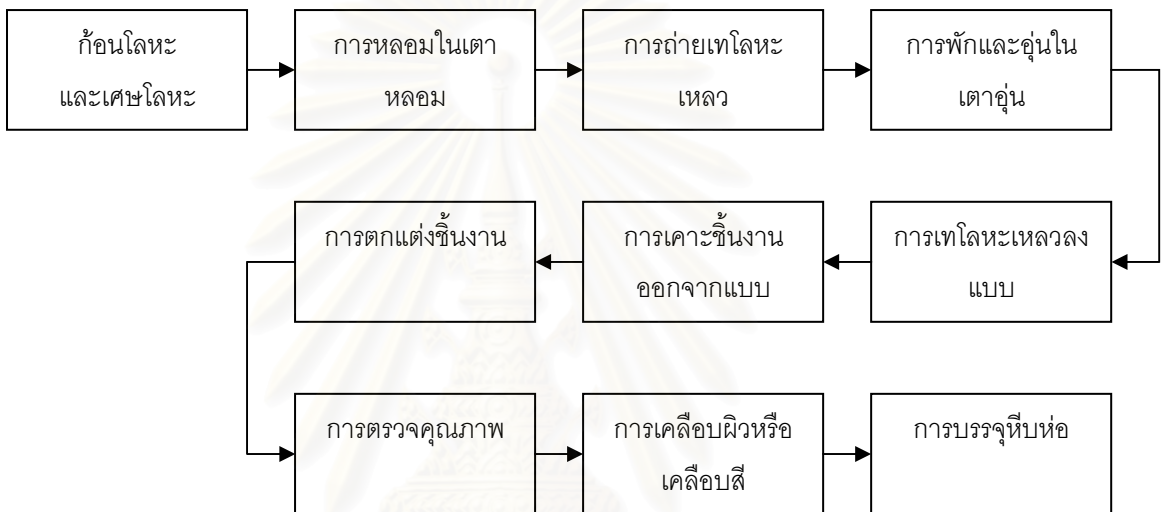 ก้อนโลหะ
และเศษโลหะ
การหลอมในเตา
หลอม
การถ่ายเทโลหะ
เหลว
การพักและอุ่นใน
เตาอุ่น
การเทโลหะเหลวลง
แบบ
การเคาะชิ้นงาน
ออกจากแบบ
การตกแต่งชิ้นงาน
การตรวจคุณภาพ
การเคลือบผิวหรือ
เคลือบสี
การบรรจุหีบห่อ